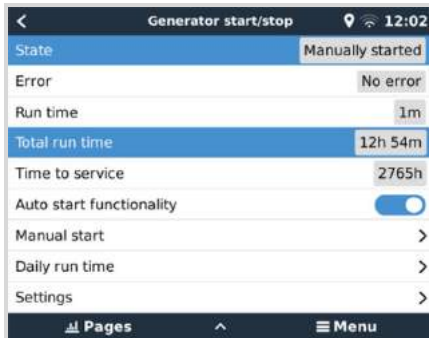 Generator start/stop 12:02
State Manually started
Error No error
Run time 1m
Total run time 12h 54m
Time to service 2765h
Auto start functionality
Manual start
Daily run time
Settings
Pages Menu